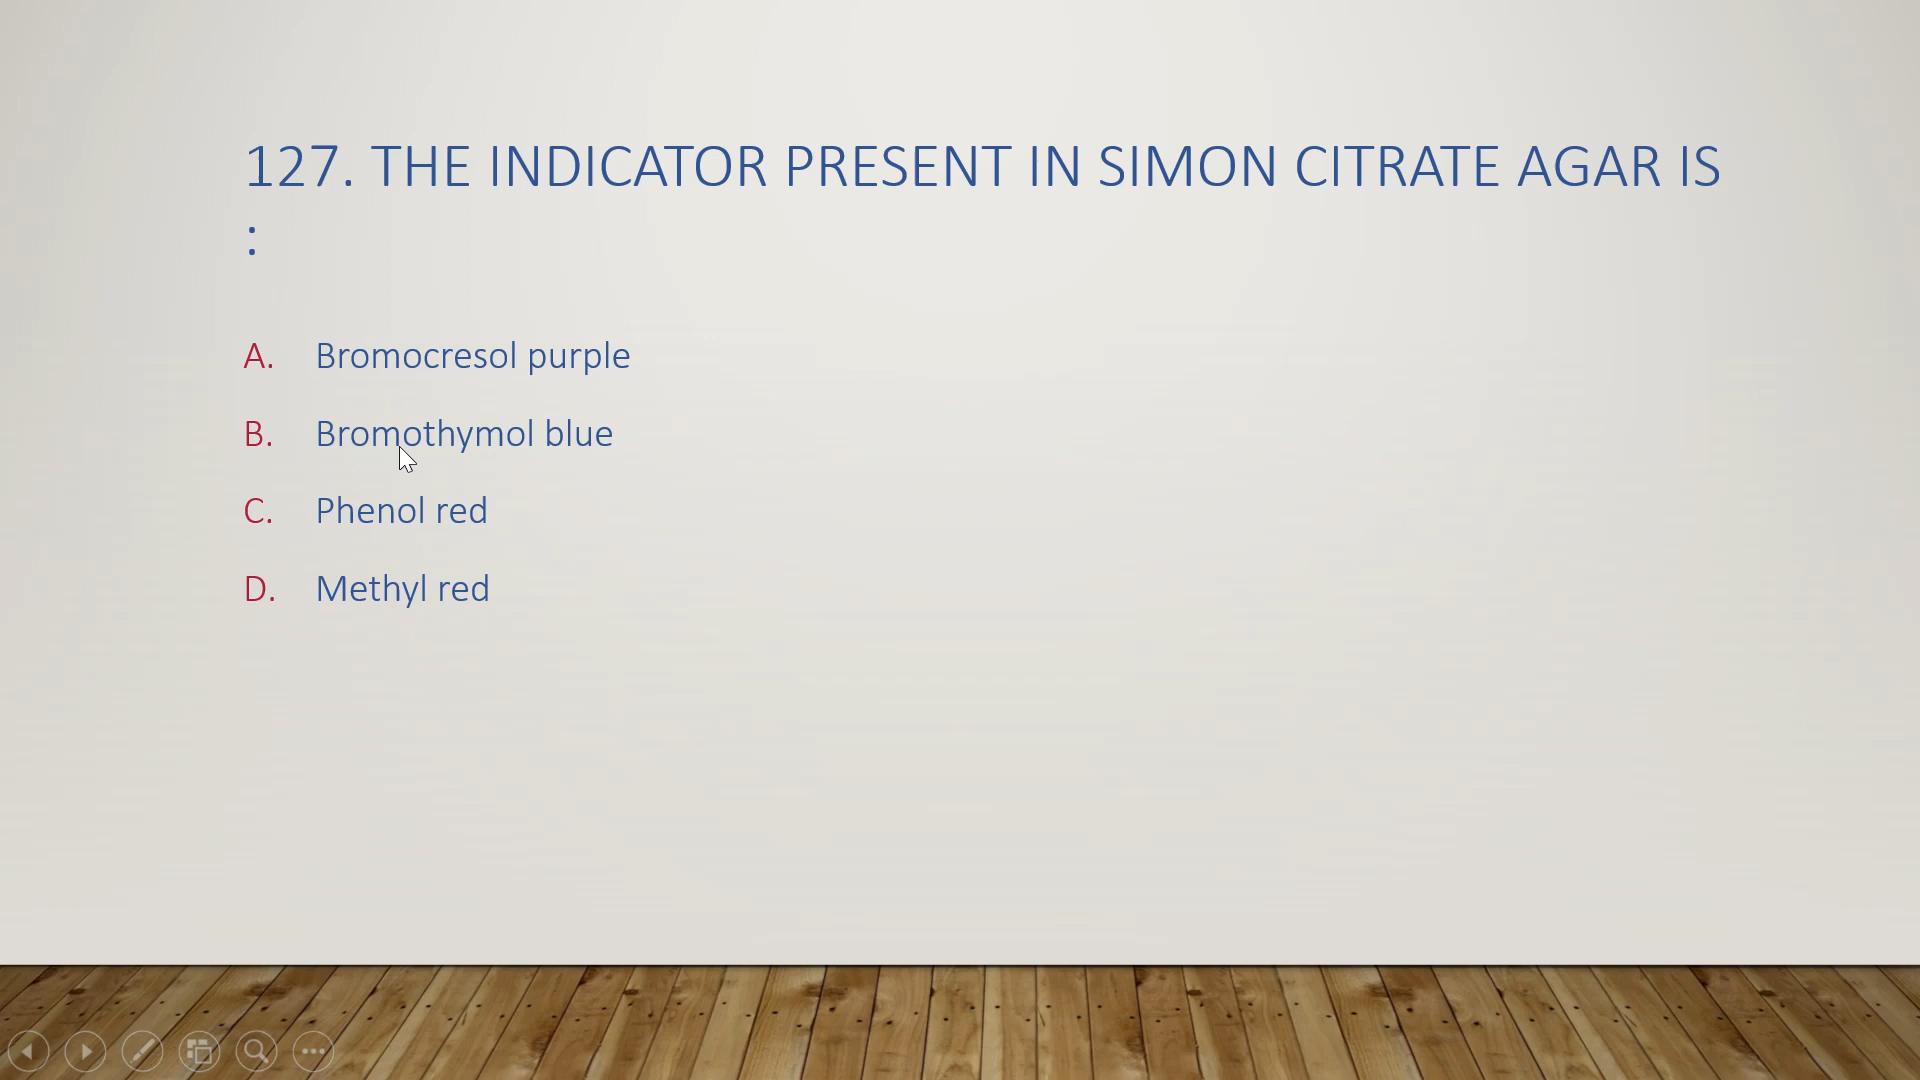 127. THE INDICATOR PRESENT IN SIMON CITRATE AGAR IS
:
A. Bromocresol purple
B. Bromothymol blue
C. Phenol red
D. Methyl red